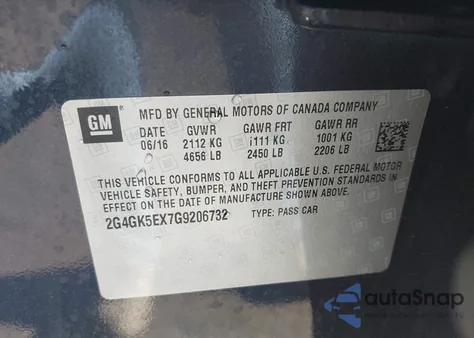 GM
MFD BY GENERAL MOTORS OF CANADA COMPANY
DATE GVWR GAWR FRT GAWR RR
06/16 2112 KG 1111 KG 1001 KG
4656 LB 2450 LB 2206 LB
THIS VEHICLE CONFORMS TO ALL APPLICABLE U.S. FEDERAL MOTOR
VEHICLE SAFETY, BUMPER, AND THEFT PREVENTION STANDARDS IN
EFFECT ON THE DATE OF MANUFACTURE SHOWN ABOVE.
2G4GK5EX7G9206732 TYPE: PASS CAR
autoSnap